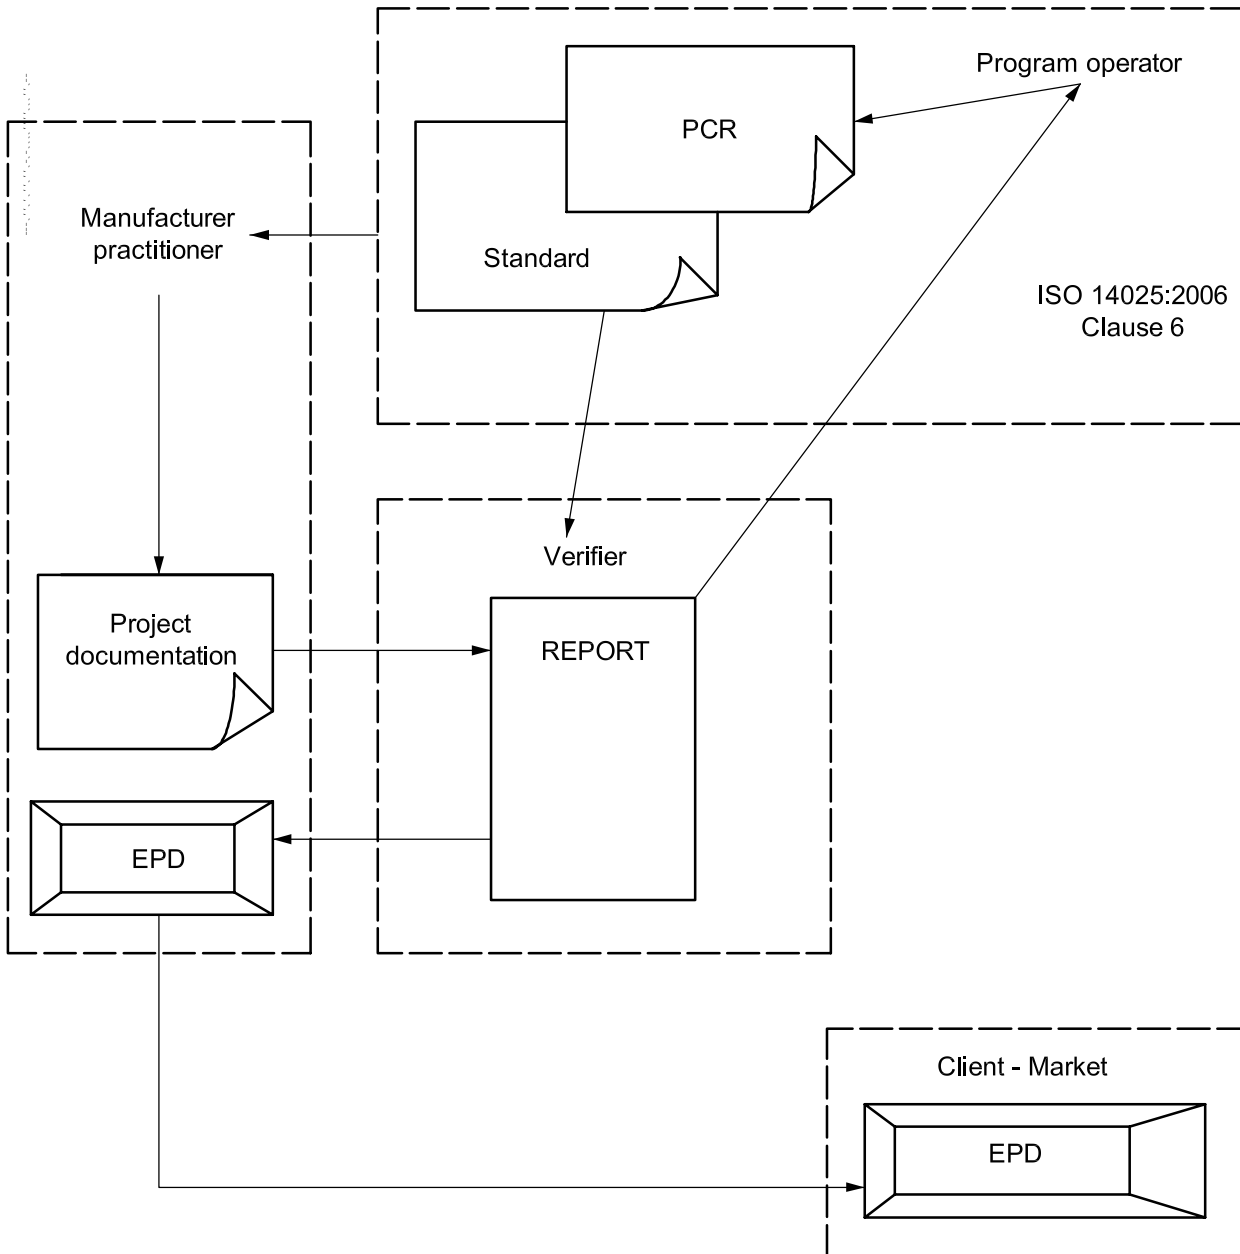 Program operator
PCR
Manufacturer
practitioner
Standard
ISO 14025:2006
Clause 6
Verifier
Project
documentation
REPORT
EPD
Client - Market
EPD